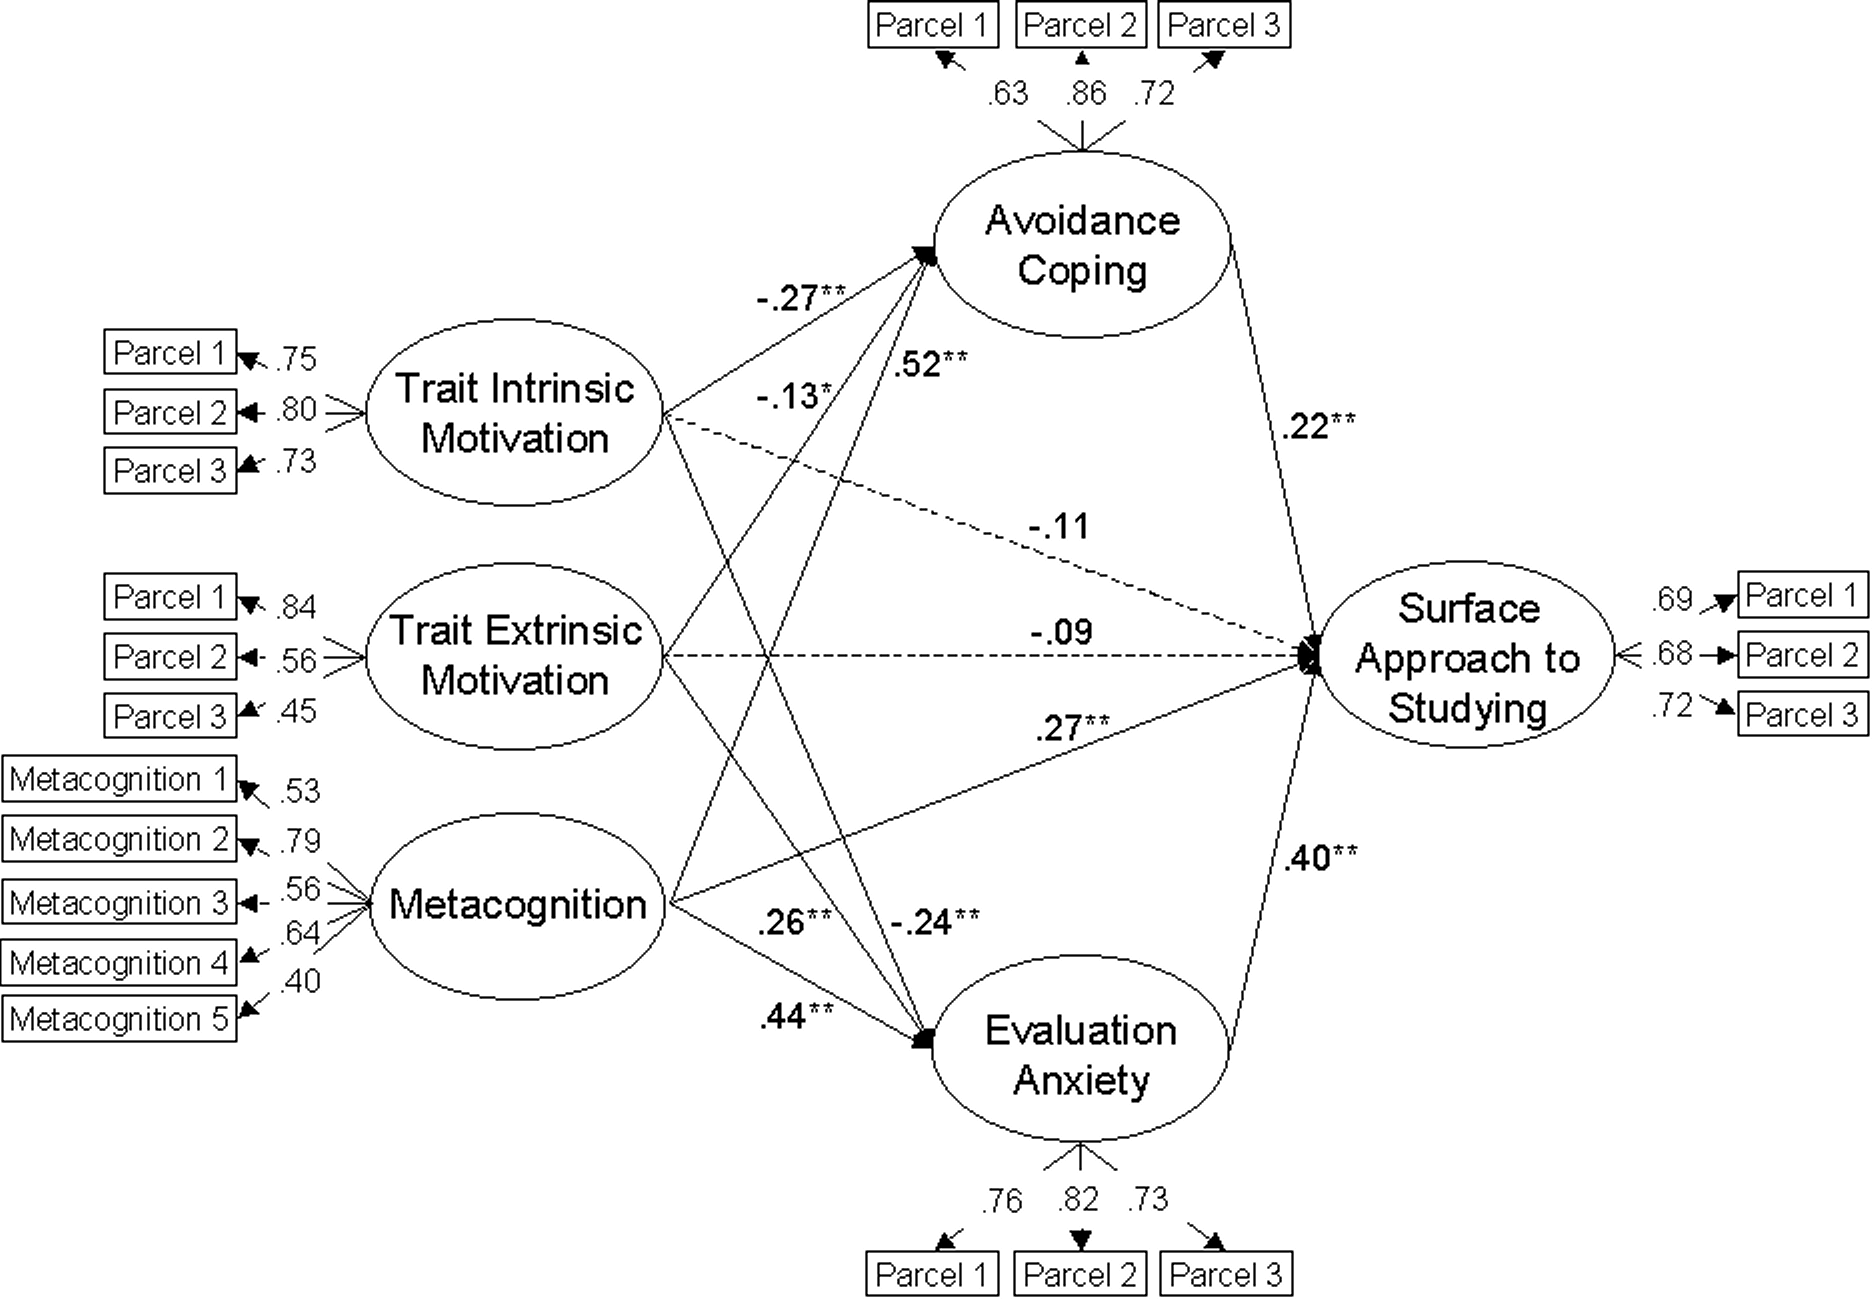 Parcel 1 Parcel 2 Parcel 3
.63 .86 .72
Avoidance
Coping
-.27**
.52**
-.13*
.22**
Parcel 1 .75
Parcel 2 .80
Parcel 3 .73
Trait Intrinsic
Motivation
-.11
Parcel 1 .84
Parcel 2 .56
Parcel 3 .45
Trait Extrinsic
Motivation
-.09
Surface
Approach to
Studying
.69 Parcel 1
.68 Parcel 2
.72 Parcel 3
.27**
Metacognition 1 .53
Metacognition 2 .79
Metacognition 3 .56
Metacognition 4 .64
Metacognition 5 .40
Metacognition
.40**
.26** -.24**
.44**
Evaluation
Anxiety
.76 .82 .73
Parcel 1 Parcel 2 Parcel 3